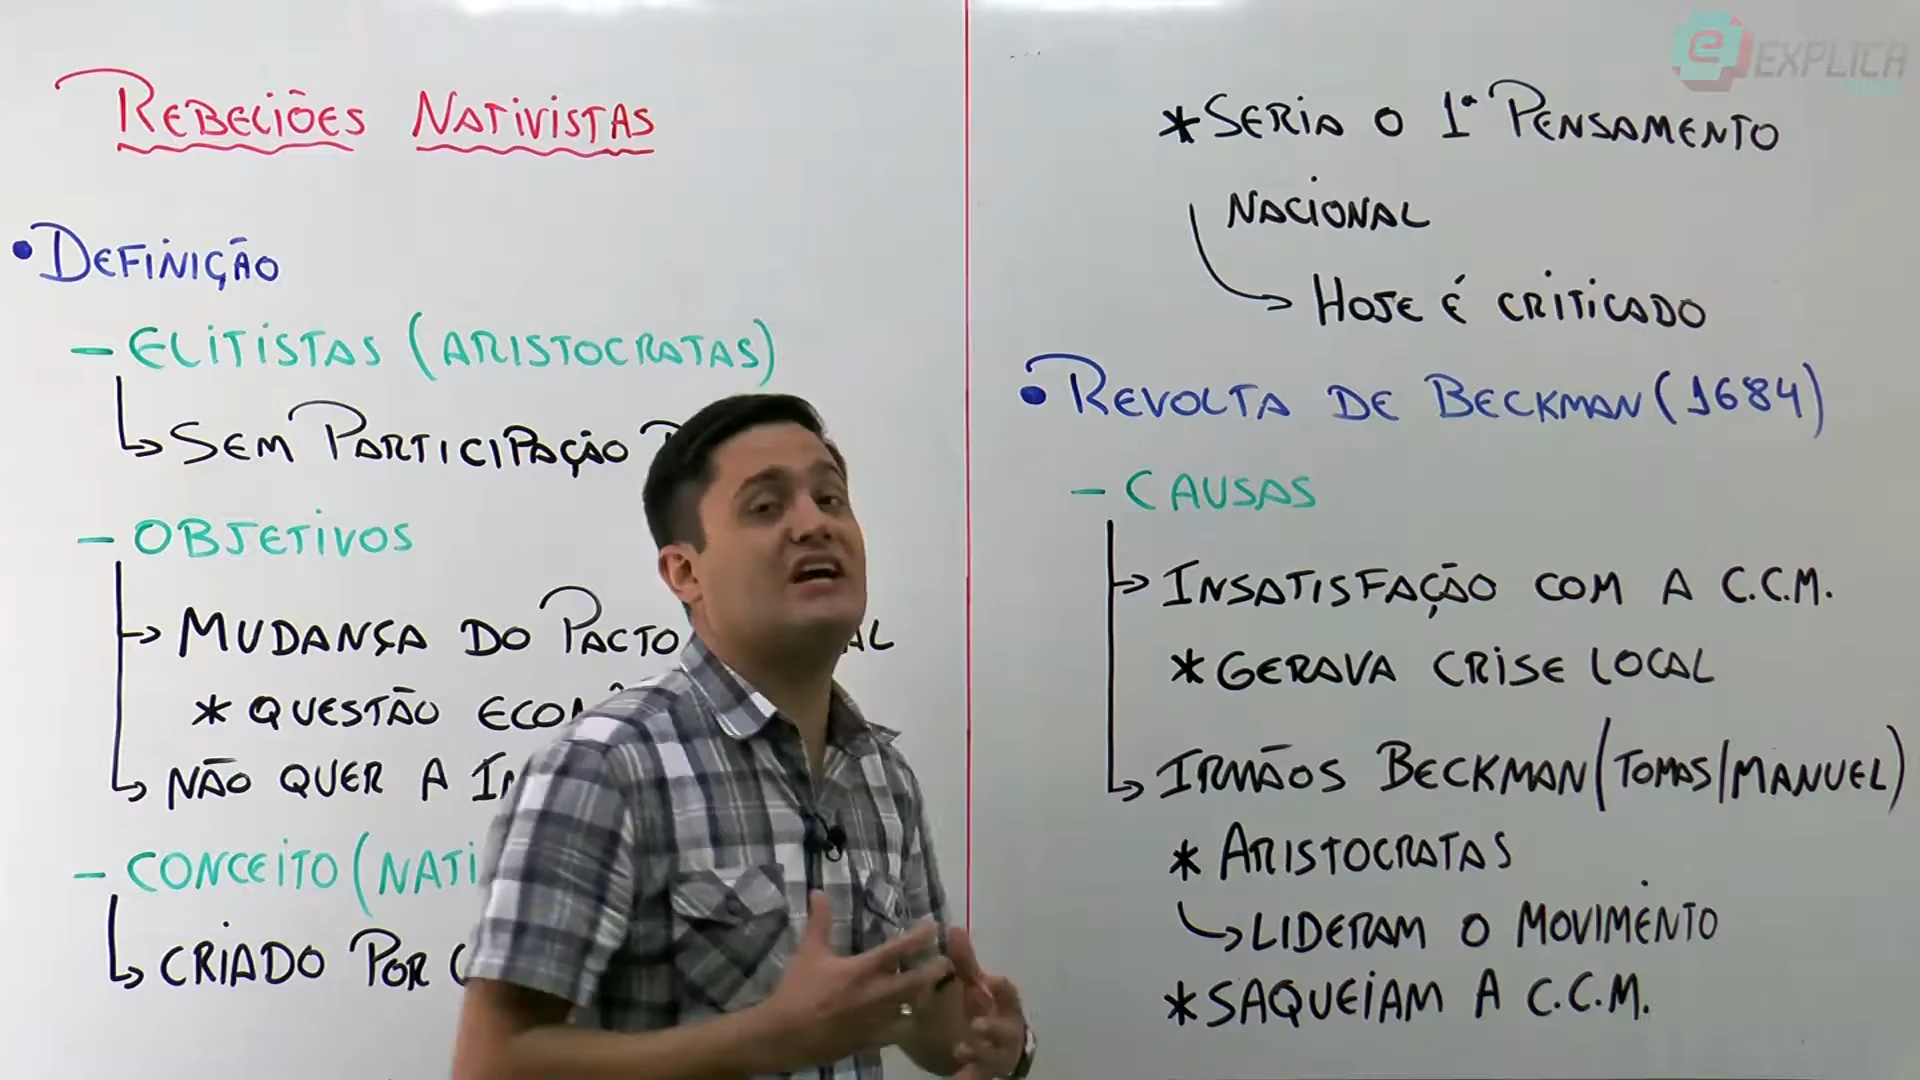 REBELIÕES NATIVISTAS
• DEFINIÇÃO
- ELITISTAS (ARISTOCRATAS)
↳ SEM PARTICIPAÇÃO
- OBJETIVOS
→ MUDANÇA DO PACTO
* QUESTÃO
↳ NÃO QUER A
- CONCEITO (
↳ CRIADO POR
EXPLICA
* SERIA O 1º PENSAMENTO
NACIONAL
→ HOJE É CRITICADO
• REVOLTA DE BECKMAN (1684)
- CAUSAS
→ INSATISFAÇÃO COM A C.C.M.
* GERAVA CRISE LOCAL
↳ IRMÃOS BECKMAN (TOMAS/MANUEL)
* ARISTOCRATAS
↳ LIDERAM O MOVIMENTO
* SAQUEIAM A C.C.M.